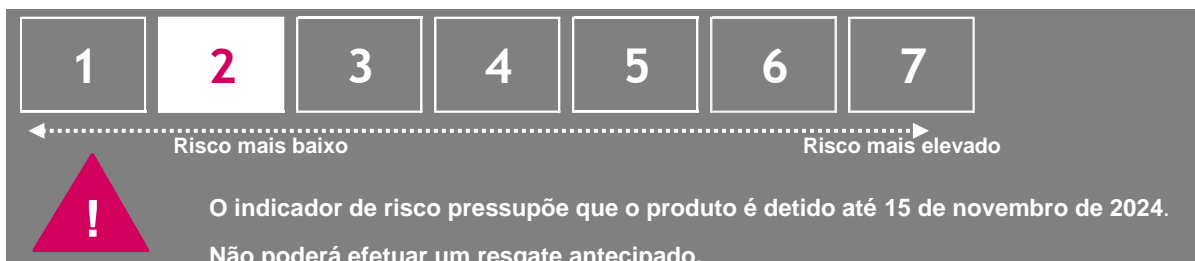 1 2 3 4 5 6 7
Risco mais baixo Risco mais elevado
! O indicador de risco pressupõe que o produto é detido até 15 de novembro de 2024.
Não poderá efetuar um resgate antecipado.